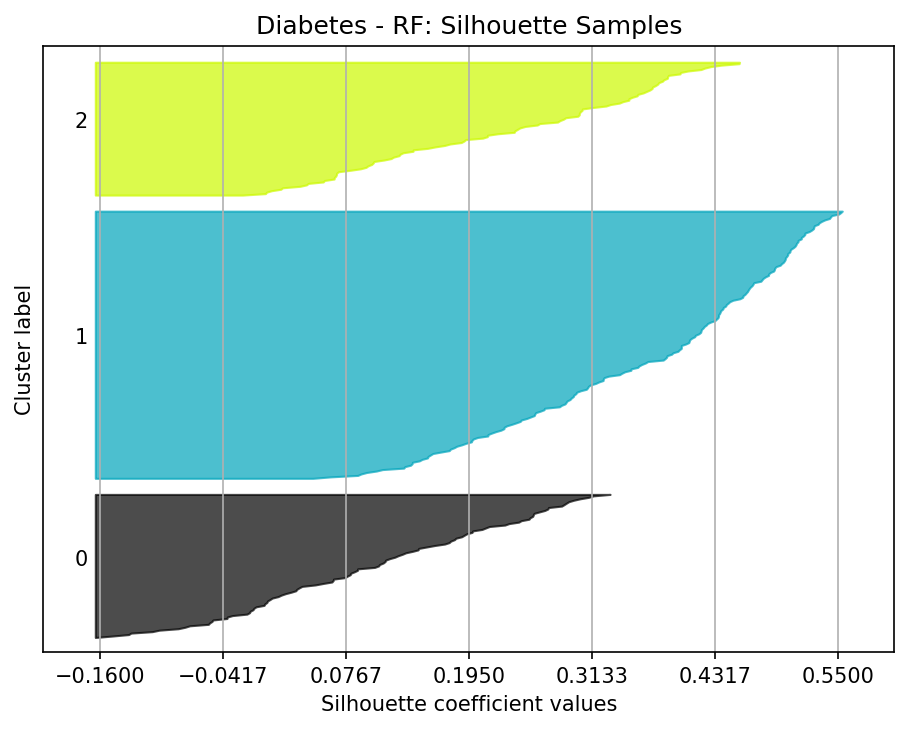 Diabetes - RF: Silhouette Samples
2
1
0
Cluster label
−0.1600 −0.0417 0.0767 0.1950 0.3133 0.4317 0.5500
Silhouette coefficient values